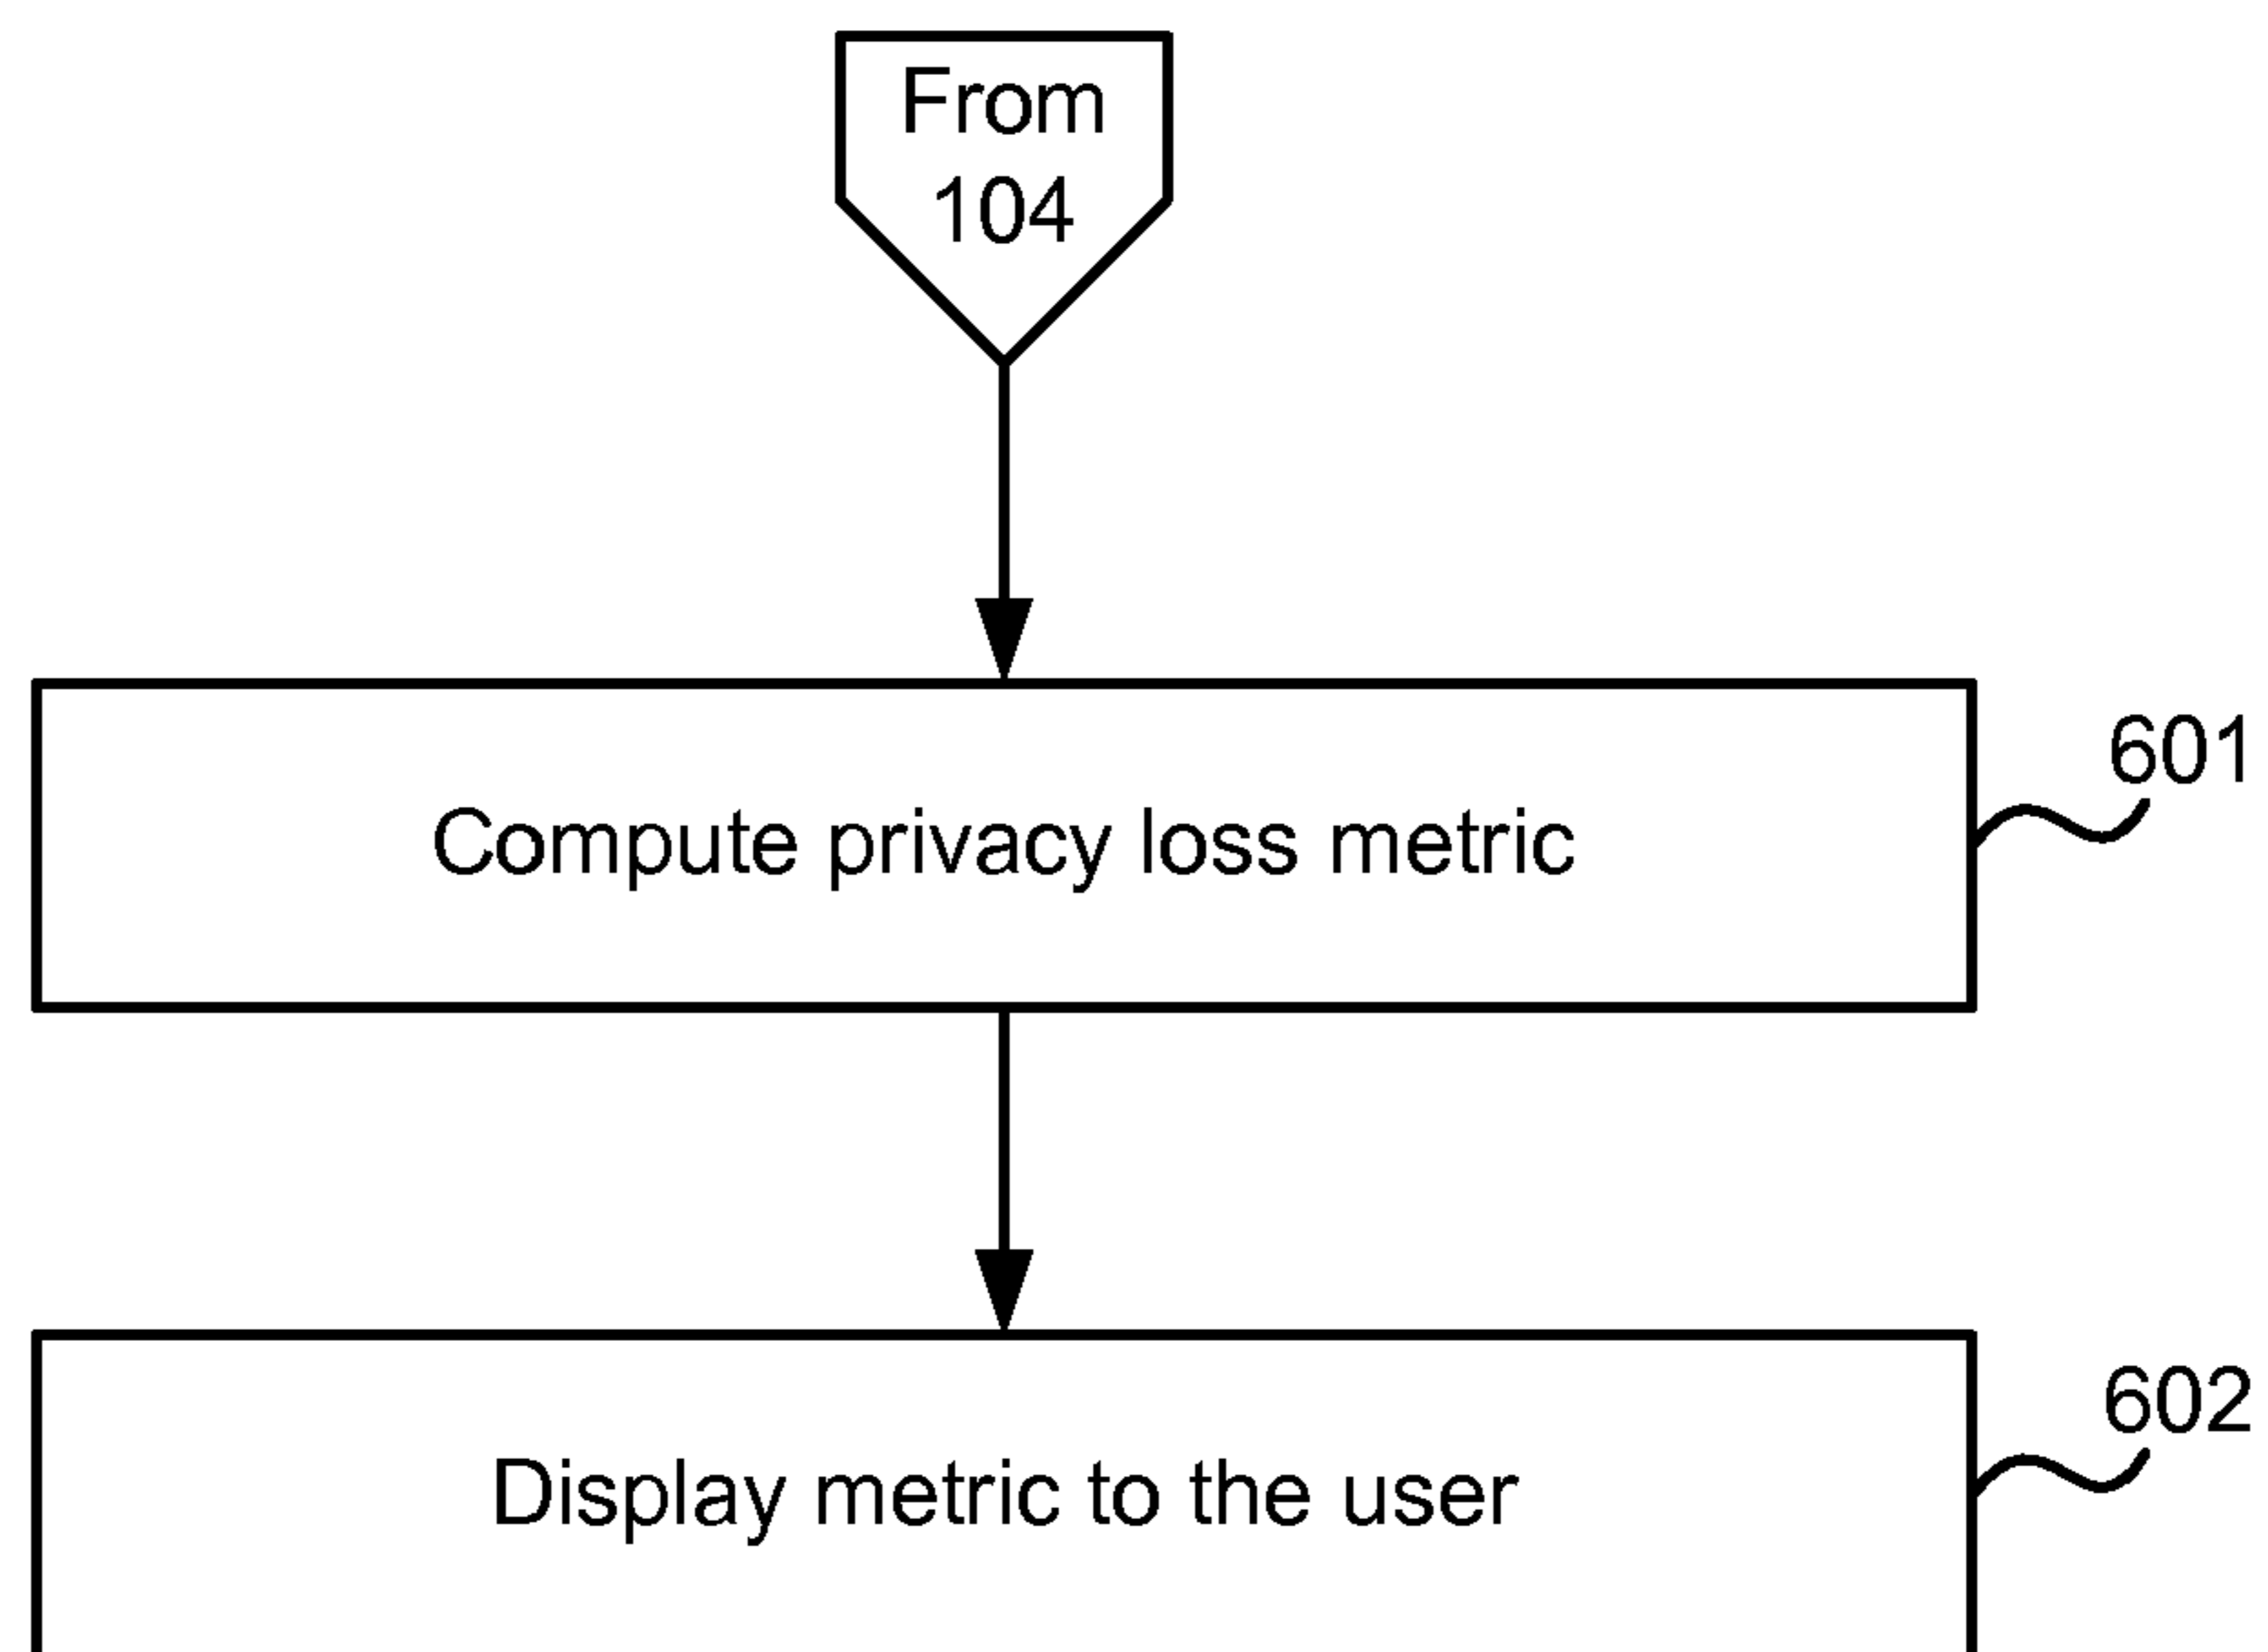 From
104
601
Compute privacy loss metric
602
Display metric to the user